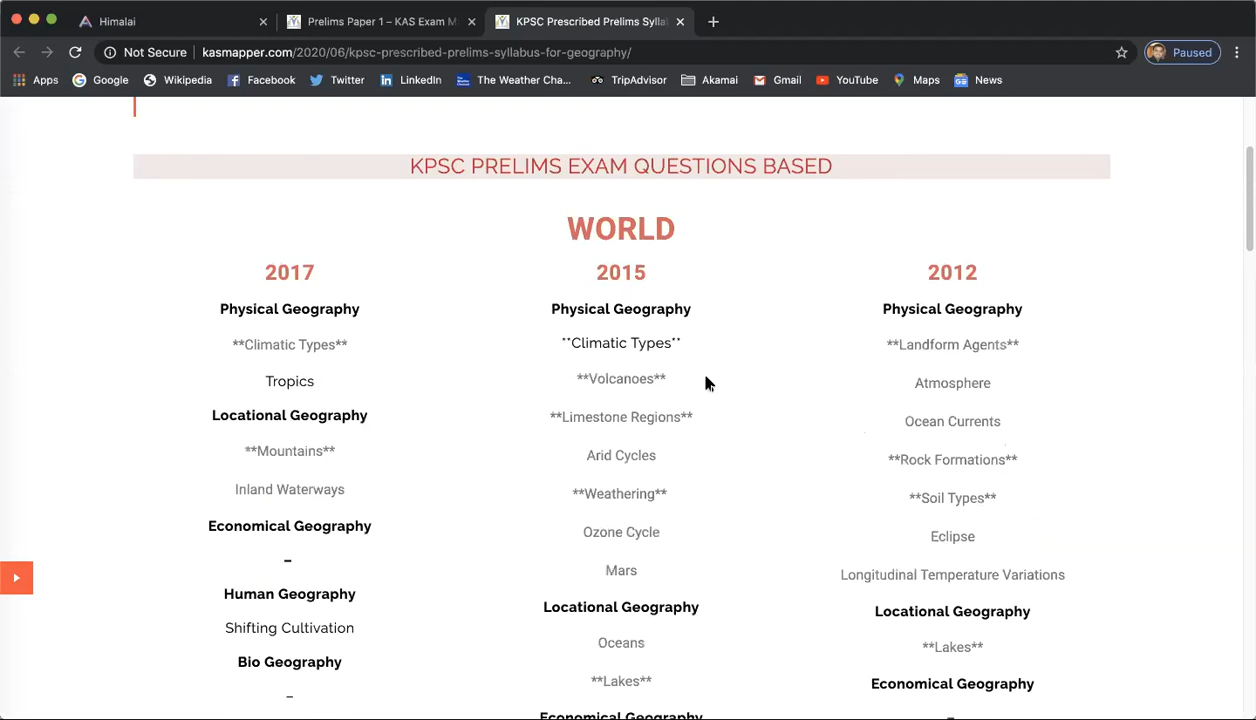 Himalai
Prelims Paper 1 – KAS Exam M
KPSC Prescribed Prelims Sylla
Not Secure kasmapper.com/2020/06/kpsc-prescribed-prelims-syllabus-for-geography/ Paused
Apps Google Wikipedia Facebook Twitter LinkedIn The Weather Cha... TripAdvisor Akamai Gmail YouTube Maps News
KPSC PRELIMS EXAM QUESTIONS BASED
WORLD
2017
Physical Geography
**Climatic Types**
Tropics
Locational Geography
**Mountains**
Inland Waterways
Economical Geography
–
Human Geography
Shifting Cultivation
Bio Geography
–
2015
Physical Geography
**Climatic Types**
**Volcanoes**
**Limestone Regions**
Arid Cycles
**Weathering**
Ozone Cycle
Mars
Locational Geography
Oceans
**Lakes**
Economical Geography
2012
Physical Geography
**Landform Agents**
Atmosphere
Ocean Currents
**Rock Formations**
**Soil Types**
Eclipse
Longitudinal Temperature Variations
Locational Geography
**Lakes**
Economical Geography
–